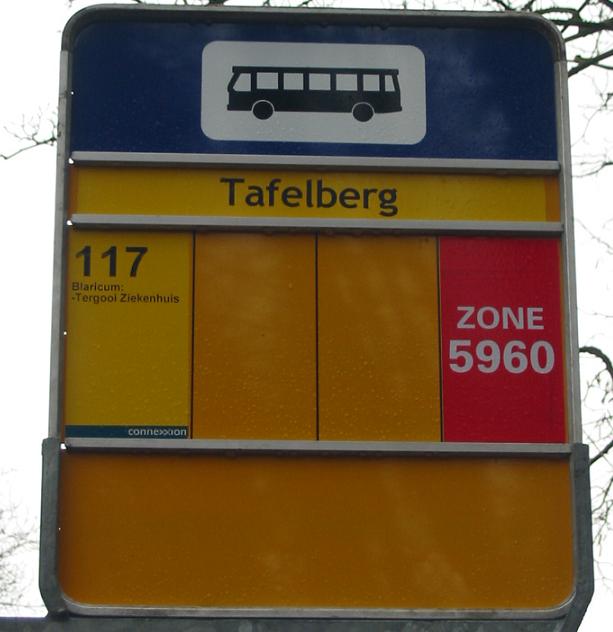 Tafelberg
117
Blaricum:
-Tergooi Ziekenhuis
connexxion
ZONE
5960